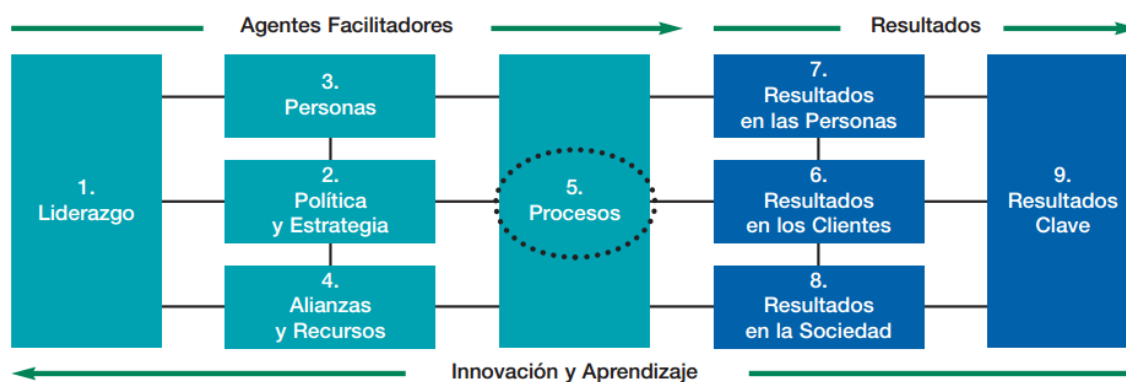 Agentes Facilitadores
Resultados
1.
Liderazgo
3.
Personas
2.
Política
y Estrategia
4.
Alianzas
y Recursos
5.
Procesos
7.
Resultados
en las Personas
6.
Resultados
en los Clientes
8.
Resultados
en la Sociedad
9.
Resultados
Clave
Innovación y Aprendizaje